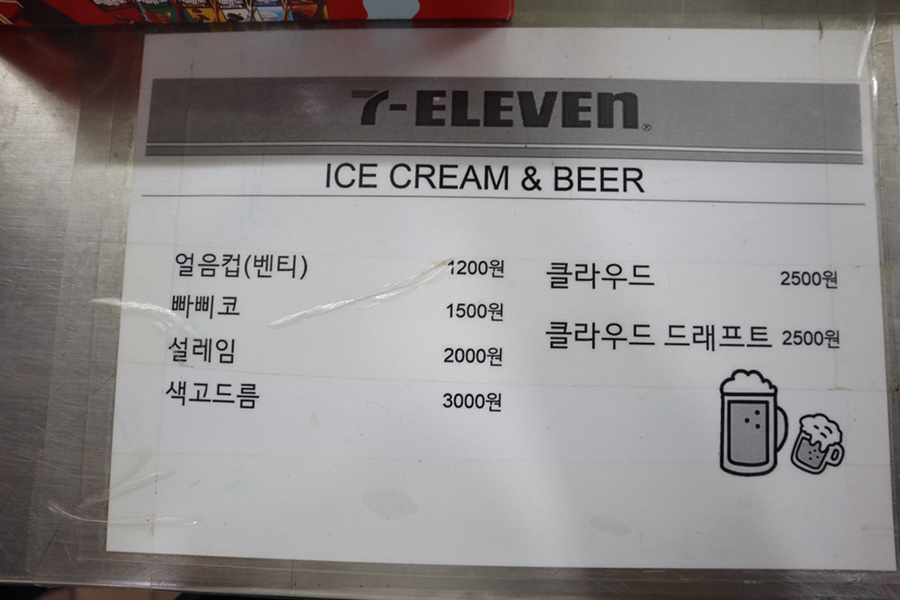 7-ELEVEn®
ICE CREAM & BEER
얼음컵(벤티) 1200원
빠삐코 1500원
설레임 2000원
색고드름 3000원
클라우드 2500원
클라우드 드래프트 2500원